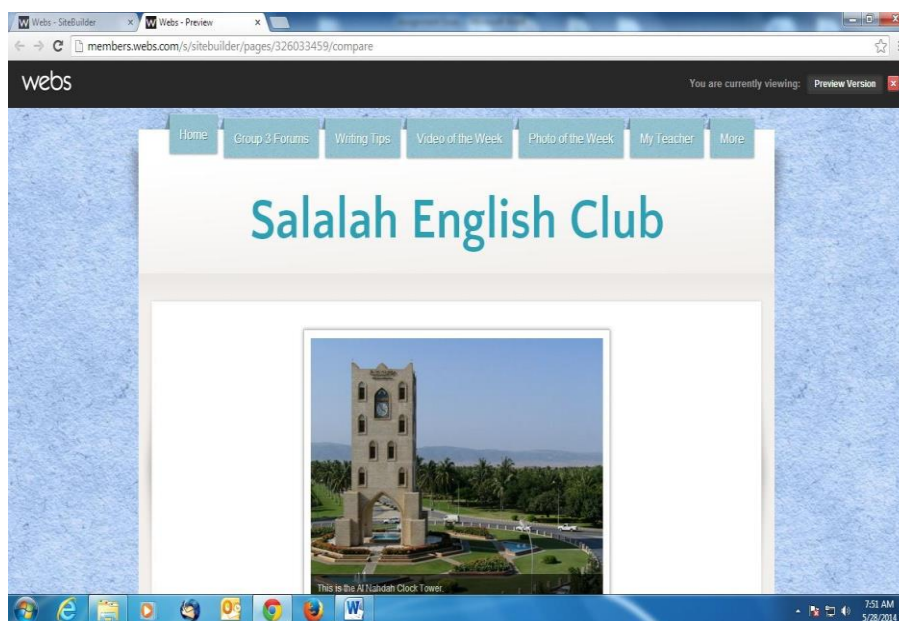 Webs - SiteBuilder
Webs - Preview
members.webs.com/s/sitebuilder/pages/326033459/compare
webs
You are currently viewing: Preview Version
Home
Group 3 Forums
Writing Tips
Video of the Week
Photo of the Week
My Teacher
More
Salalah English Club
This is the Al Nahdah Clock Tower.
7:51 AM
5/28/2014